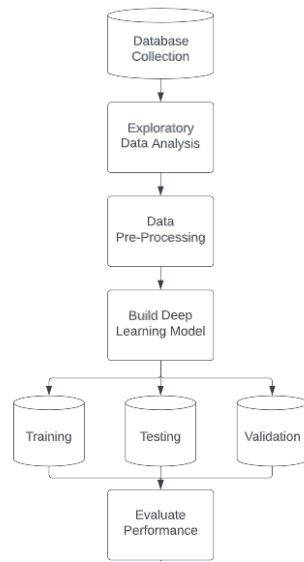 Database
Collection
Exploratory
Data Analysis
Data
Pre-Processing
Build Deep
Learning Model
Training
Testing
Validation
Evaluate
Performance